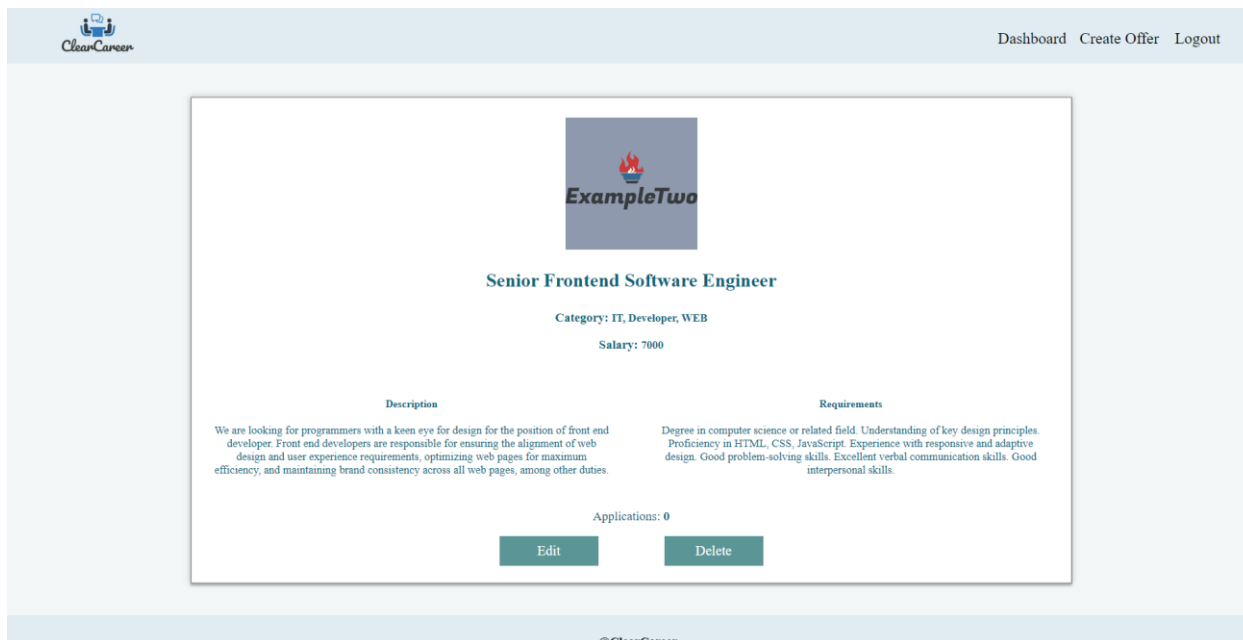 ClearCareer
Dashboard Create Offer Logout
ExampleTwo
Senior Frontend Software Engineer
Category: IT, Developer, WEB
Salary: 7000
Description
We are looking for programmers with a keen eye for design for the position of front end
developer. Front end developers are responsible for ensuring the alignment of web
design and user experience requirements, optimizing web pages for maximum
efficiency, and maintaining brand consistency across all web pages, among other duties.
Requirements
Degree in computer science or related field. Understanding of key design principles.
Proficiency in HTML, CSS, JavaScript. Experience with responsive and adaptive
design. Good problem-solving skills. Excellent verbal communication skills. Good
interpersonal skills.
Applications: 0
Edit Delete
@ClearCareer